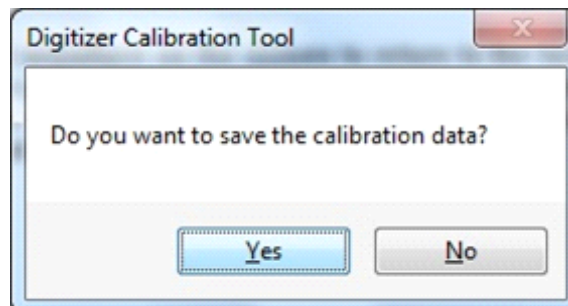 Digitizer Calibration Tool
Do you want to save the calibration data?
Yes
No